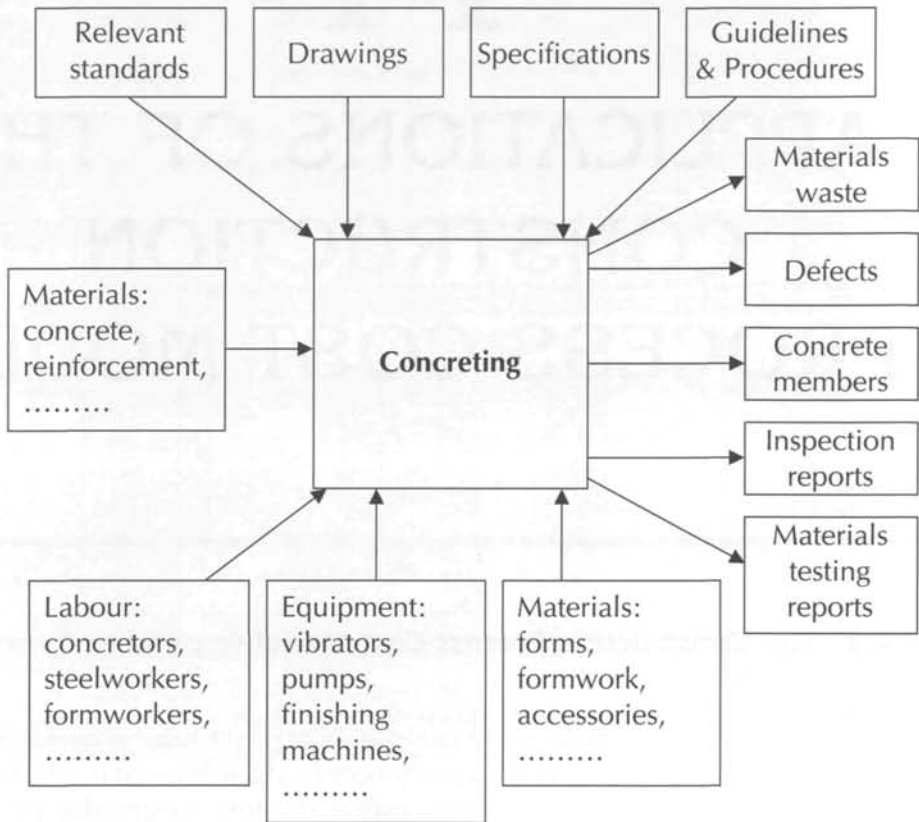 Relevant
standards
Drawings
Specifications
Guidelines
& Procedures
Materials
waste
Defects
Materials:
concrete,
reinforcement,
.........
Concreting
Concrete
members
Inspection
reports
Materials
testing
reports
Labour:
concretors,
steelworkers,
formworkers,
.........
Equipment:
vibrators,
pumps,
finishing
machines,
.........
Materials:
forms,
formwork,
accessories,
.........